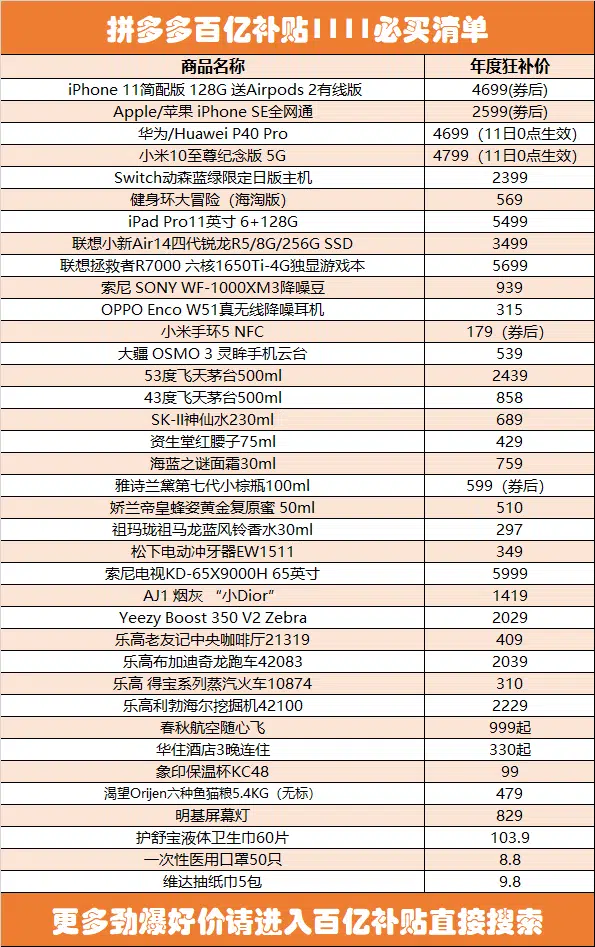 拼多多百亿补贴1111必买清单
商品名称 年度狂补价
iPhone 11简配版 128G 送Airpods 2有线版 4699(券后)
Apple/苹果 iPhone SE全网通 2599(券后)
华为/Huawei P40 Pro 4699（11日0点生效）
小米10至尊纪念版 5G 4799（11日0点生效）
Switch动森蓝绿限定日版主机 2399
健身环大冒险（海淘版） 569
iPad Pro11英寸 6+128G 5499
联想小新Air14四代锐龙R5/8G/256G SSD 3499
联想拯救者R7000 六核1650Ti-4G独显游戏本 5699
索尼 SONY WF-1000XM3降噪豆 939
OPPO Enco W51真无线降噪耳机 315
小米手环5 NFC 179（券后）
大疆 OSMO 3 灵眸手机云台 539
53度飞天茅台500ml 2439
43度飞天茅台500ml 858
SK-II神仙水230ml 689
资生堂红腰子75ml 429
海蓝之谜面霜30ml 759
雅诗兰黛第七代小棕瓶100ml 599（券后）
娇兰帝皇蜂姿黄金复原蜜 50ml 510
祖玛珑祖马龙蓝风铃香水30ml 297
松下电动冲牙器EW1511 349
索尼电视KD-65X9000H 65英寸 5999
AJ1 烟灰 “小Dior” 1419
Yeezy Boost 350 V2 Zebra 2029
乐高老友记中央咖啡厅21319 409
乐高布加迪奇龙跑车42083 2039
乐高 得宝系列蒸汽火车10874 310
乐高利勃海尔挖掘机42100 2229
春秋航空随心飞 999起
华住酒店3晚连住 330起
象印保温杯KC48 99
渴望Orijen六种鱼猫粮5.4KG（无标） 479
明基屏幕灯 829
护舒宝液体卫生巾60片 103.9
一次性医用口罩50只 8.8
维达抽纸巾5包 9.8
更多劲爆好价请进入百亿补贴直接搜索